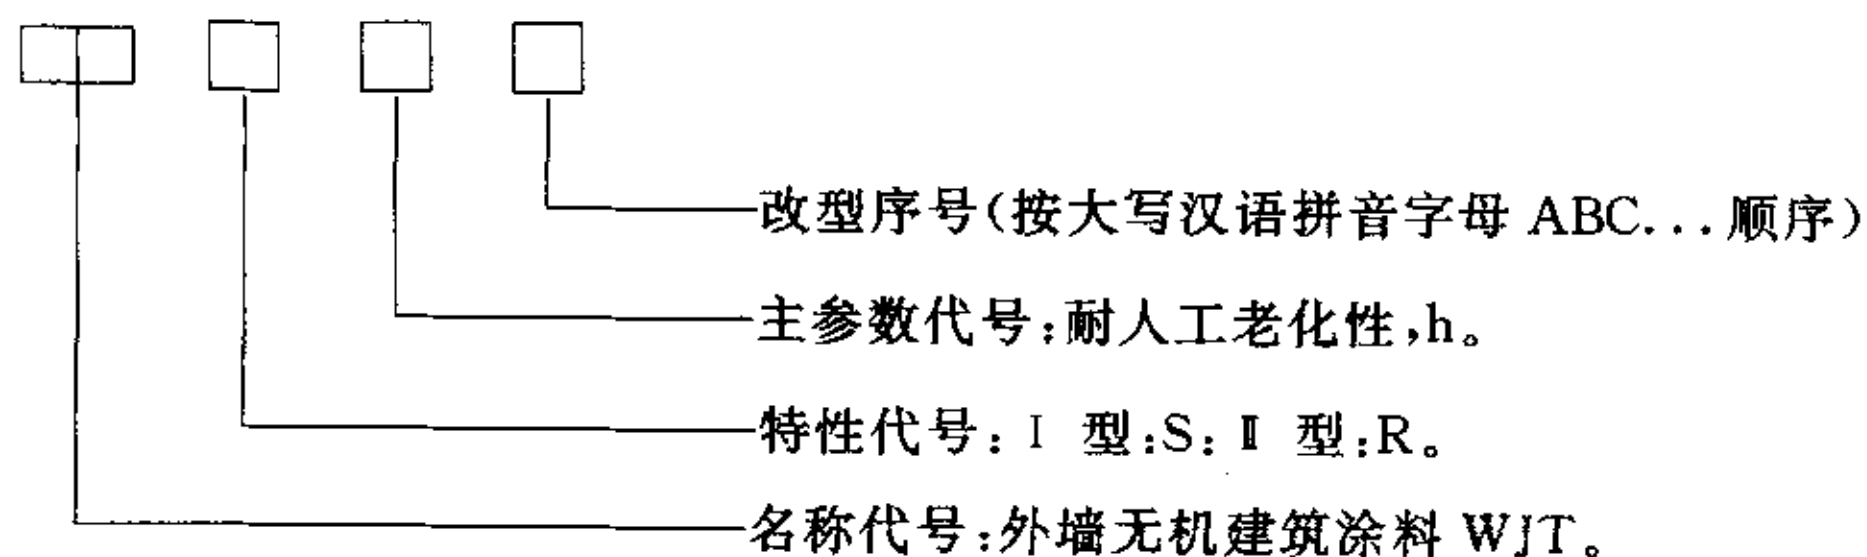 改型序号(按大写汉语拼音字母 ABC...顺序)
主参数代号:耐人工老化性,h。
特性代号:Ⅰ 型:S:Ⅱ 型:R。
名称代号:外墙无机建筑涂料 WJT。